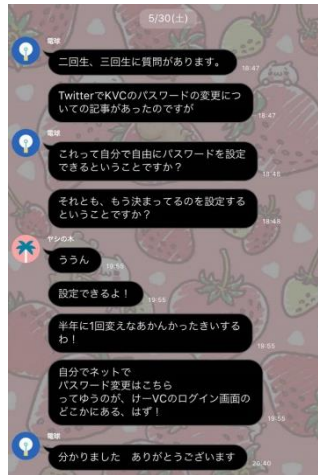 5/30(土)
電球
二回生、三回生に質問があります。
18:47
TwitterでKVCのパスワードの変更につ
いての記事があったのですが
18:47
電球
これって自分で自由にパスワードを設定
できるということですか？
18:48
それとも、もう決まってるのを設定する
ということですか？
18:48
ヤシの木
ううん
19:55
設定できるよ！
19:55
半年に1回変えなあかんかったきいする
わ！
19:55
自分でネットで
パスワード変更はこちら
ってゆうのが、けーVCのログイン画面の
どこかにある、はず！
19:55
電球
分かりました　ありがとうございます
20:40